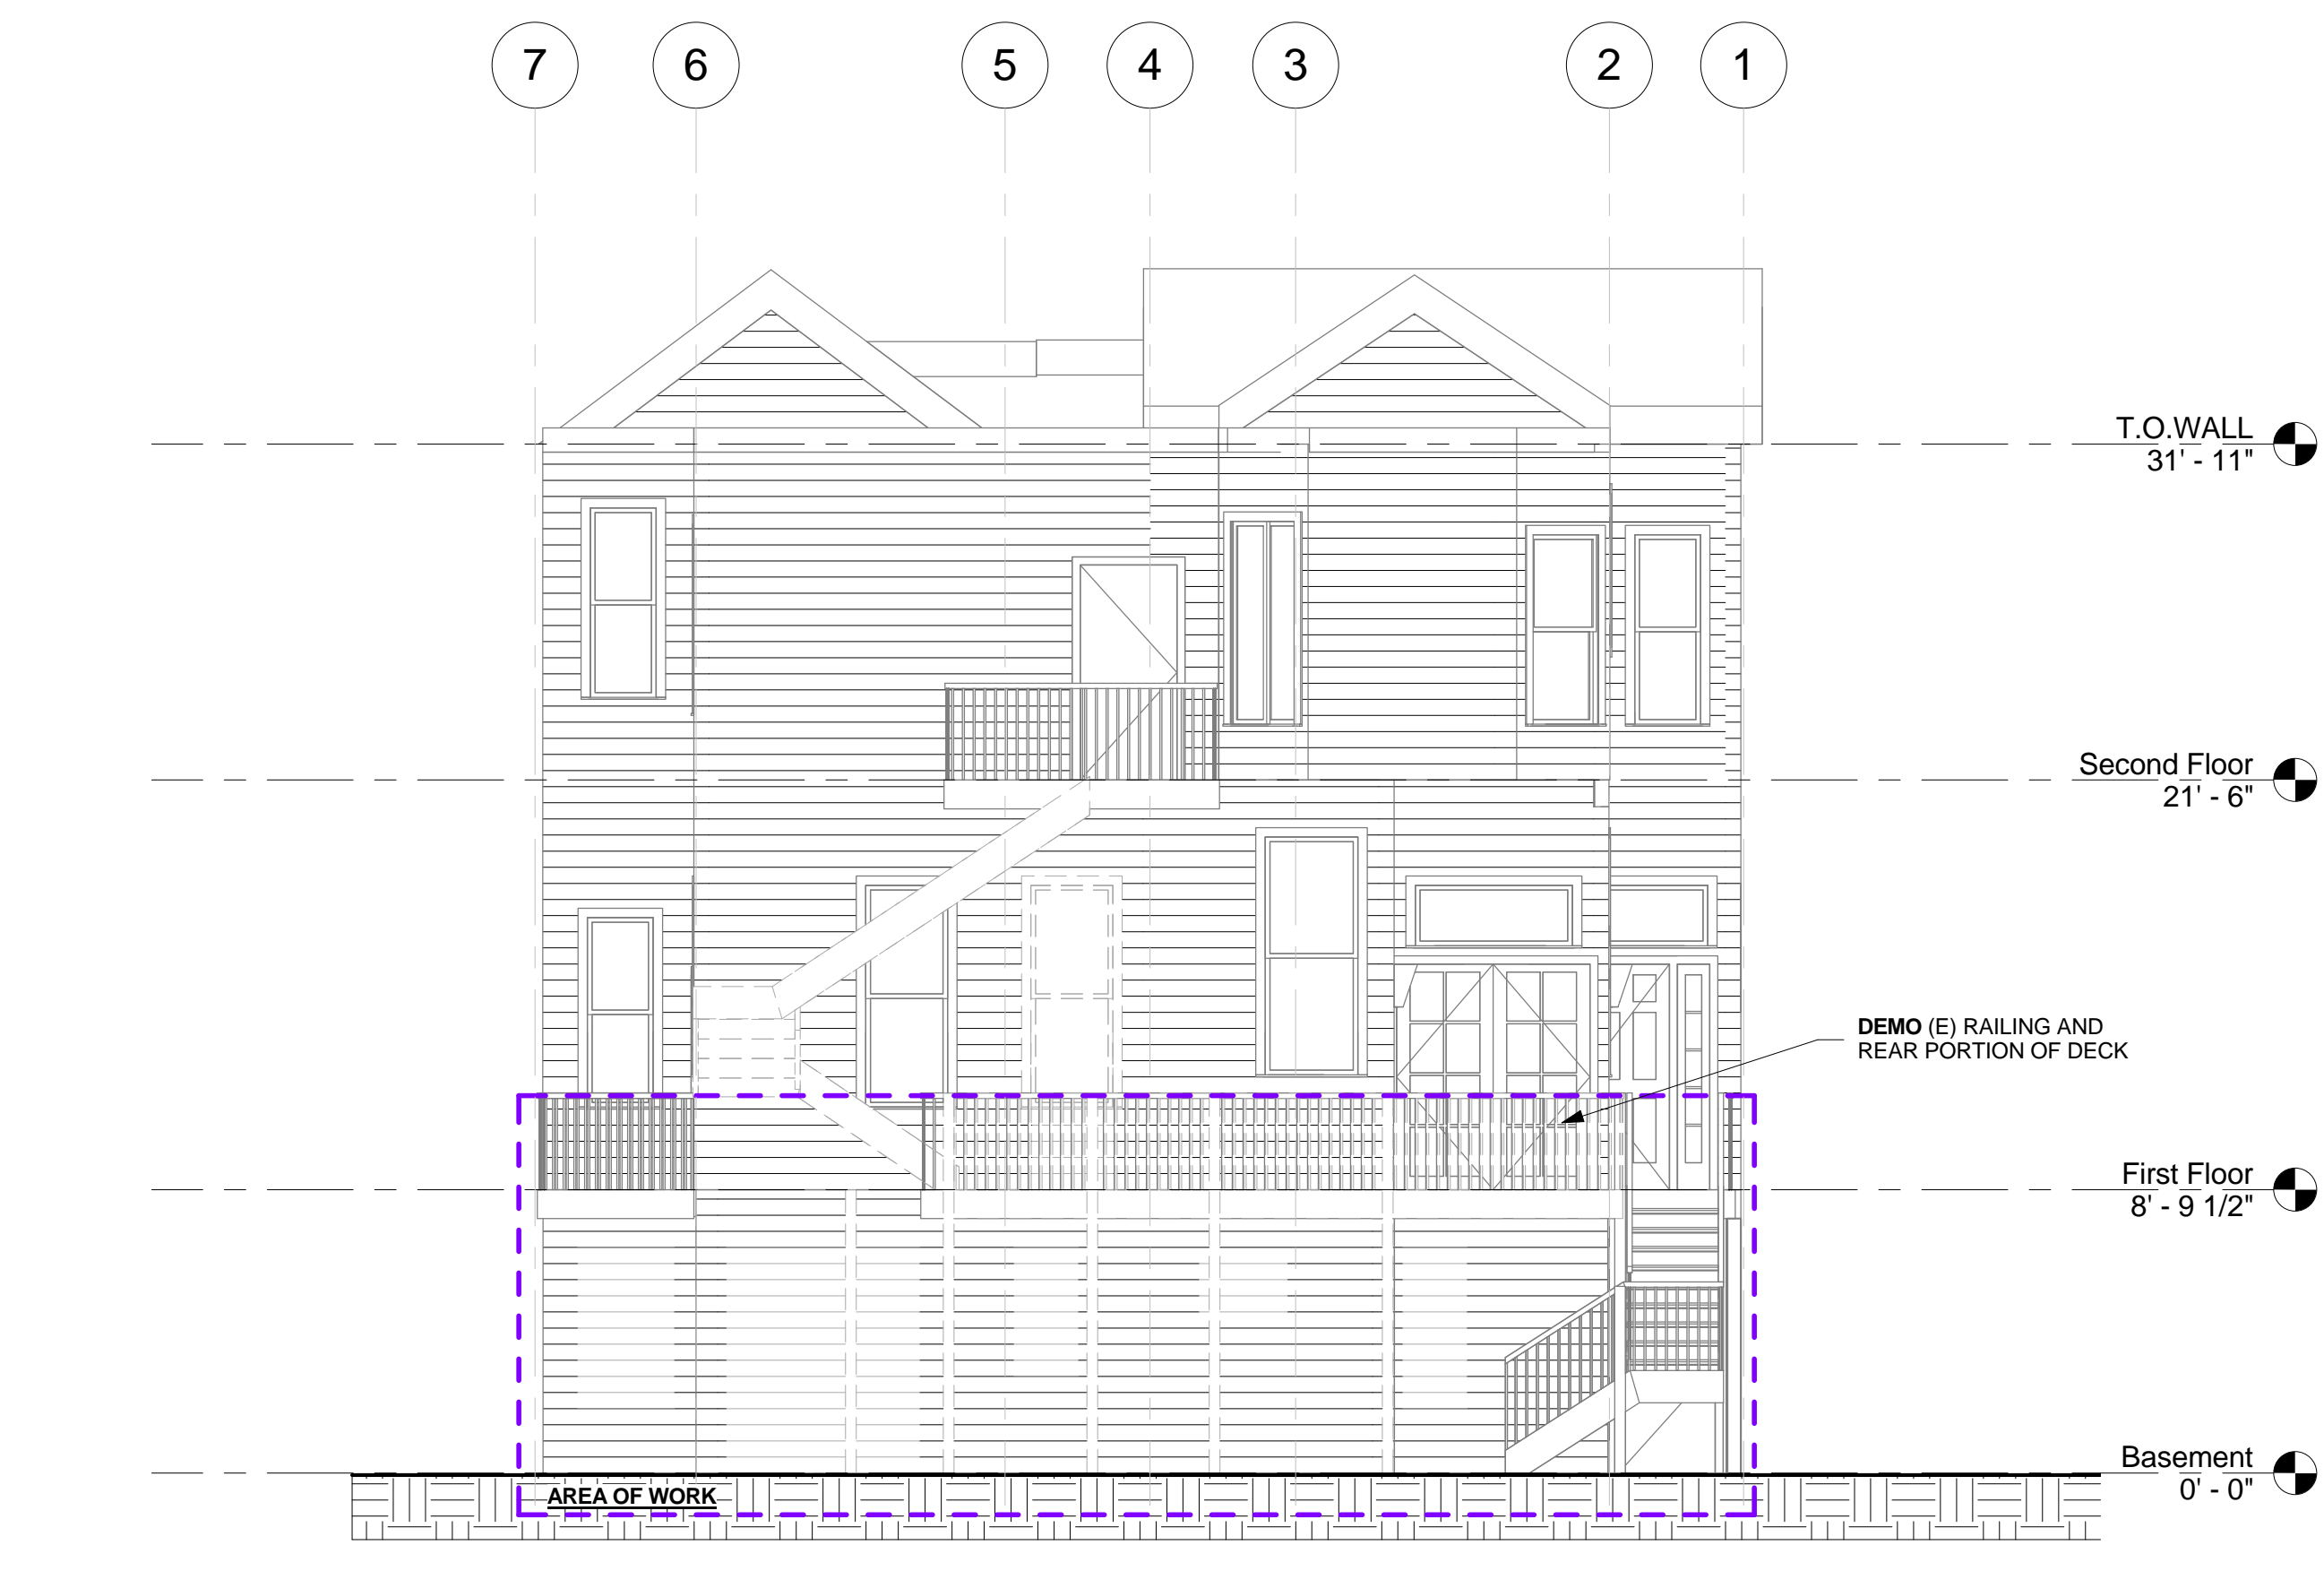 7 6 5 4 3 2 1
T.O.WALL
31' - 11"
Second Floor
21' - 6"
DEMO (E) RAILING AND
REAR PORTION OF DECK
First Floor
8' - 9 1/2"
Basement
0' - 0"
AREA OF WORK